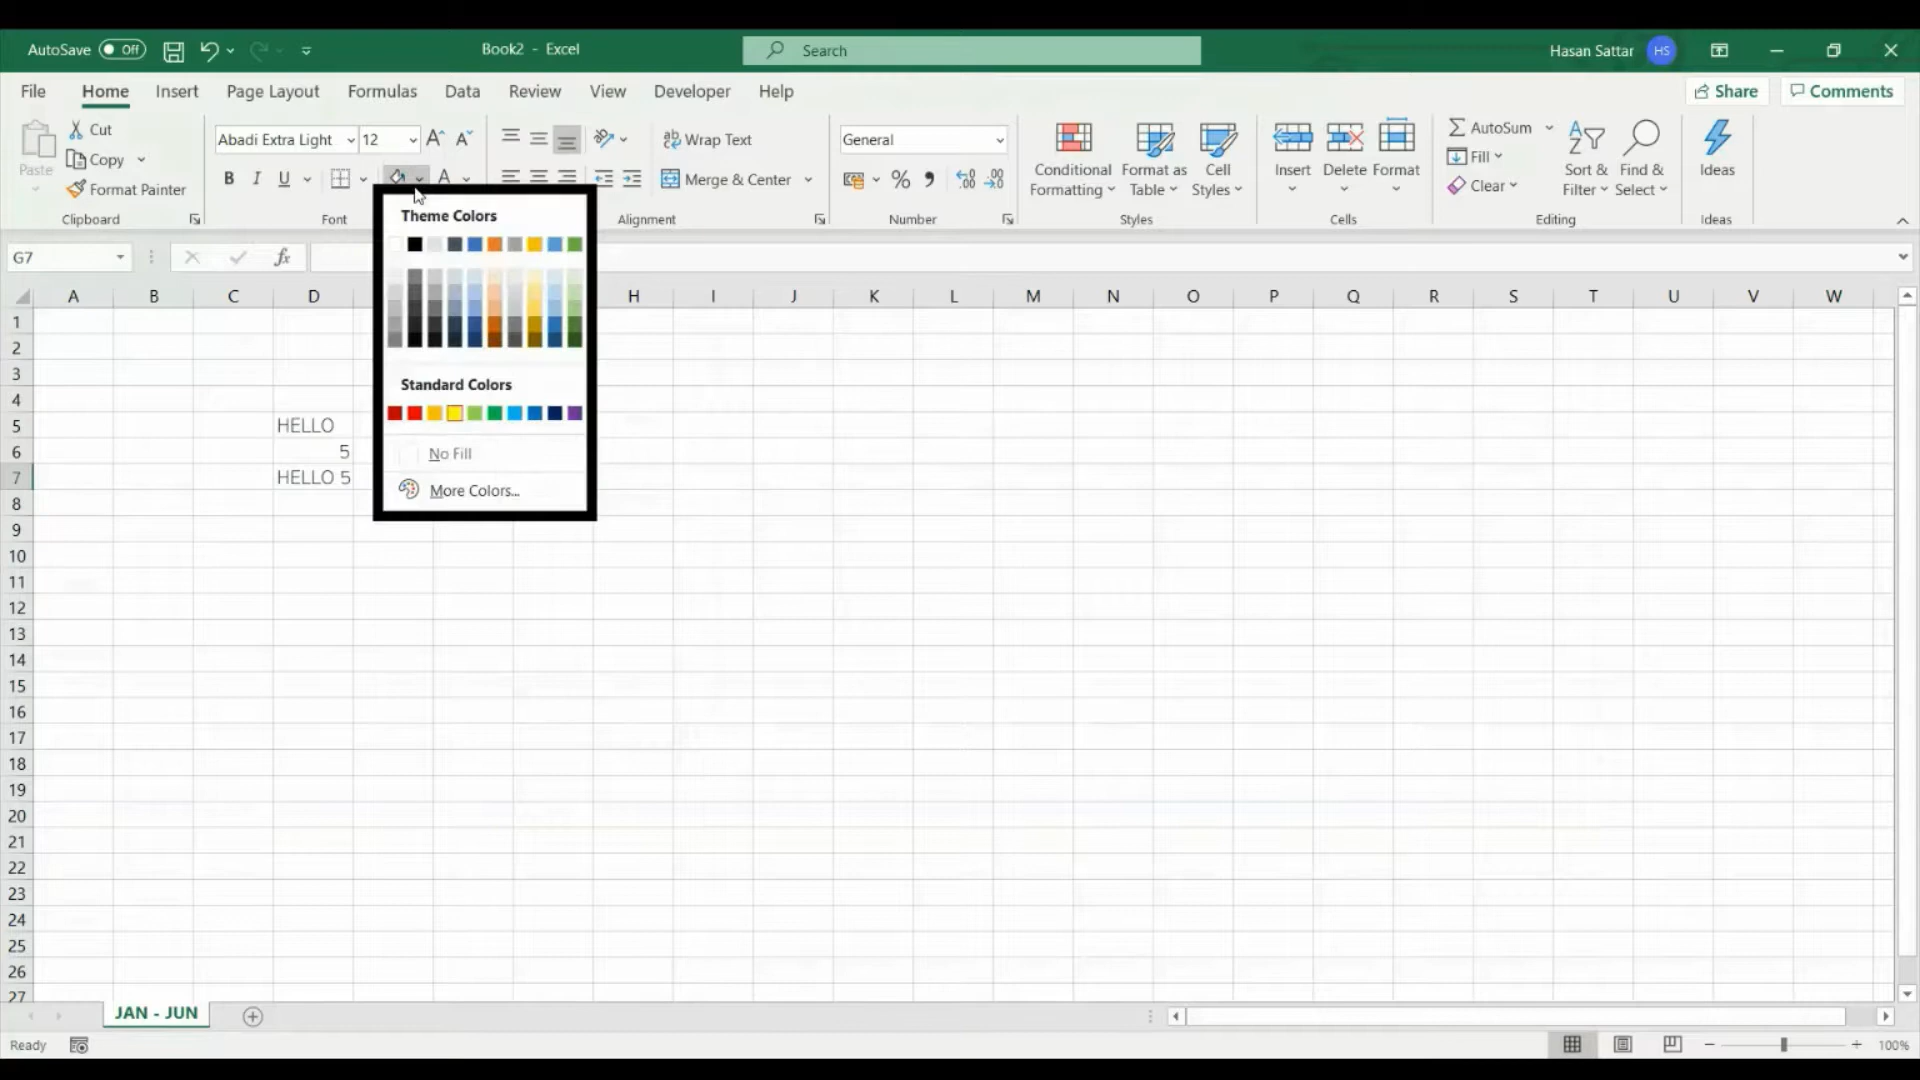 AutoSave Off Book2 - Excel Search Hasan Sattar HS
File Home Insert Page Layout Formulas Data Review View Developer Help Share Comments
Paste
Cut
Copy
Format Painter
Clipboard
Abadi Extra Light 12
B I U
Font
Wrap Text
Merge & Center
Alignment
General
%
Number
Conditional
Formatting
Format as
Table
Cell
Styles
Styles
Insert
Delete
Format
Cells
AutoSum
Fill
Clear
Sort &
Filter
Find &
Select
Editing
Ideas
Ideas
G7 fx
A B C D H I J K L M N O P Q R S T U V W
Theme Colors
Standard Colors
No Fill
More Colors...
1
2
3
4
5 HELLO
6 5
7 HELLO 5
8
9
10
11
12
13
14
15
16
17
18
19
20
21
22
23
24
25
26
27
JAN - JUN
Ready 100%